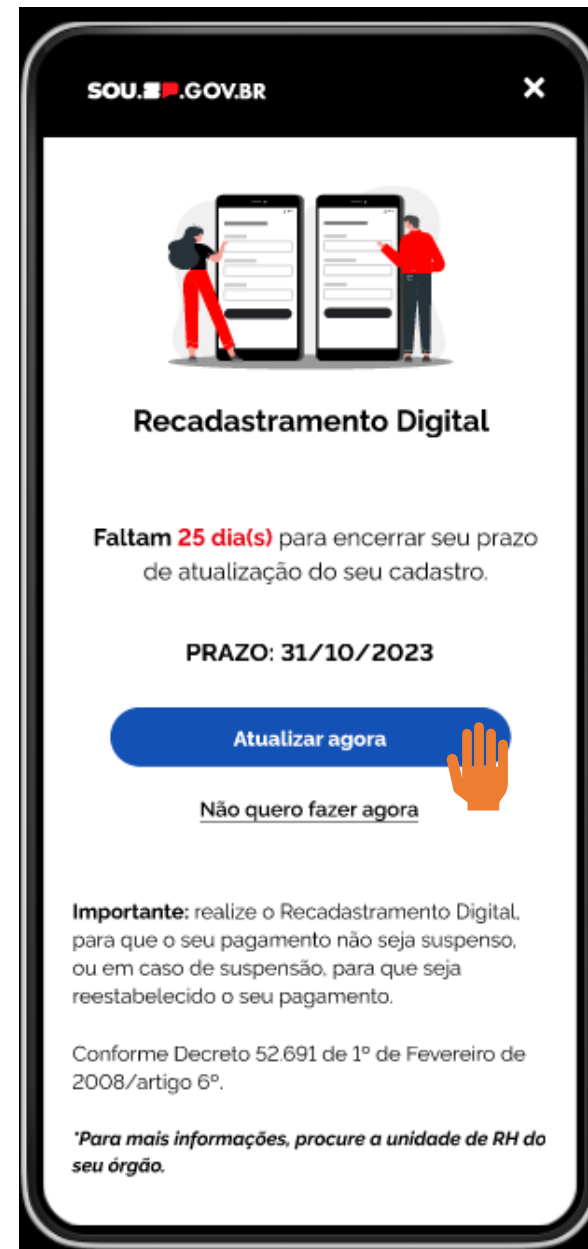 SOU.SP.GOV.BR
Recadastramento Digital
Faltam 25 dia(s) para encerrar seu prazo
de atualização do seu cadastro.
PRAZO: 31/10/2023
Atualizar agora
Não quero fazer agora
Importante: realize o Recadastramento Digital,
para que o seu pagamento não seja suspenso,
ou em caso de suspensão, para que seja
reestabelecido o seu pagamento.
Conforme Decreto 52.691 de 1º de Fevereiro de
2008/artigo 6º.
*Para mais informações, procure a unidade de RH do
seu órgão.